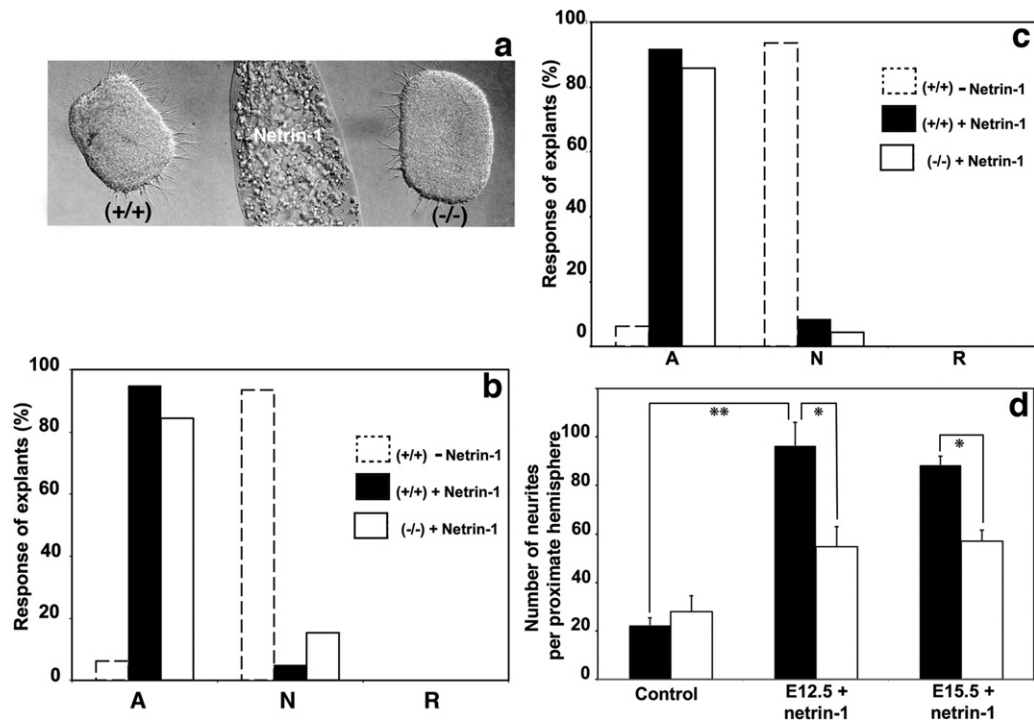 a
Netrin-1
(+/+)
(-/-)
b
Response of explants (%)
100
80
60
40
20
0
A
N
R
(+/+) – Netrin-1
(+/+) + Netrin-1
(-/-) + Netrin-1
c
Response of explants (%)
100
80
60
40
20
0
A
N
R
(+/+) – Netrin-1
(+/+) + Netrin-1
(-/-) + Netrin-1
d
Number of neurites
per proximate hemisphere
100
80
60
40
20
0
**
*
*
Control
E12.5 +
netrin-1
E15.5 +
netrin-1